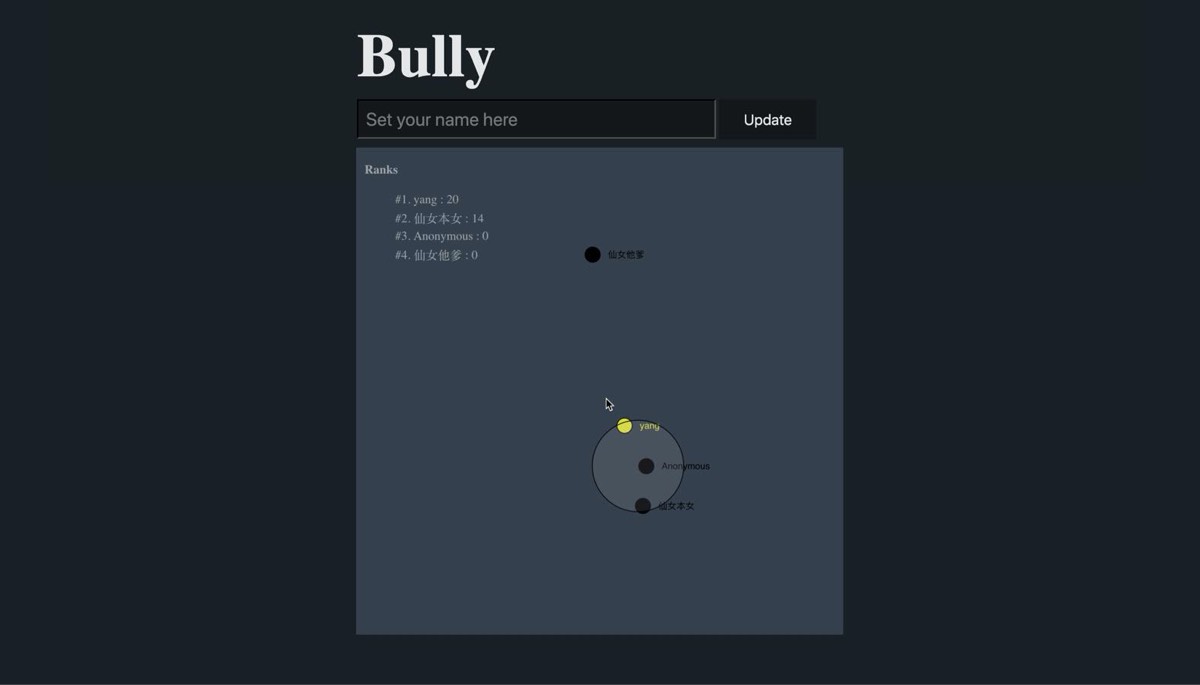 Bully
Set your name here
Update
Ranks
#1. yang : 20
#2. 仙女本女 : 14
#3. Anonymous : 0
#4. 仙女他爹 : 0
仙女他爹
yang
Anonymous
仙女本女